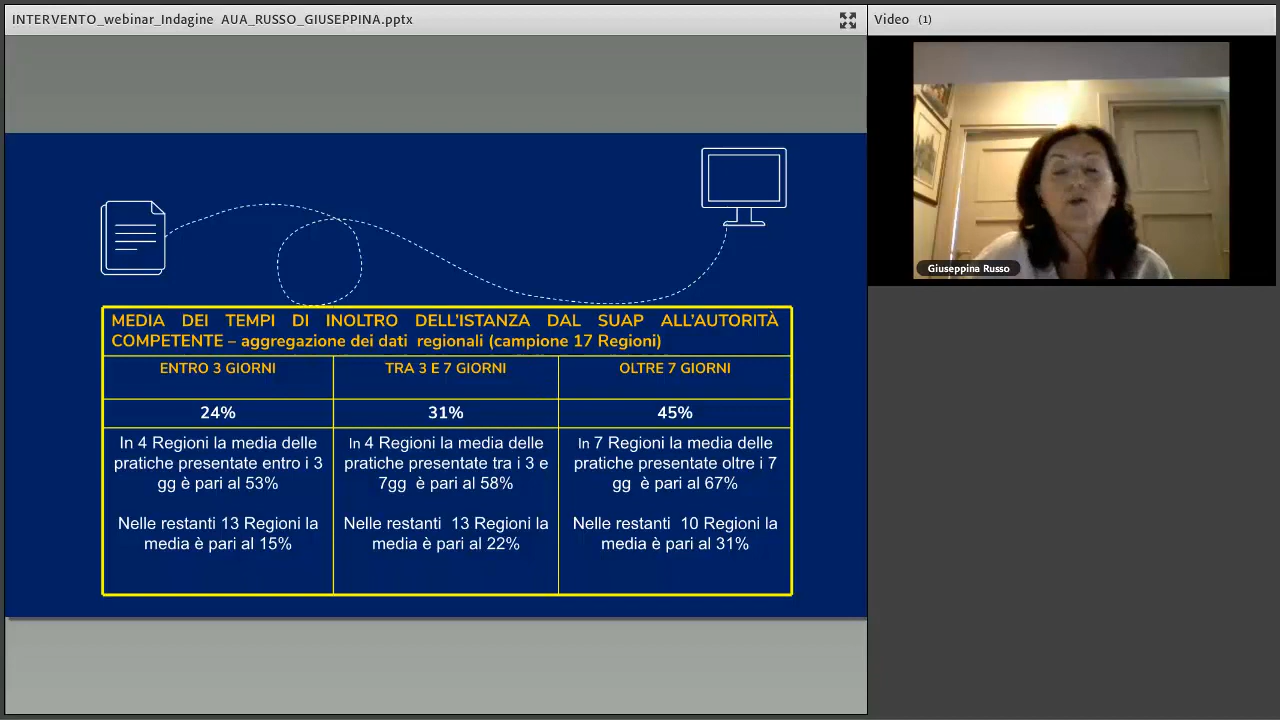 INTERVENTO_webinar_Indagine AUA_RUSSO_GIUSEPPINA.pptx
Video (1)
Giuseppina Russo
MEDIA DEI TEMPI DI INOLTRO DELL'ISTANZA DAL SUAP ALL'AUTORITÀ
COMPETENTE – aggregazione dei dati regionali (campione 17 Regioni)
ENTRO 3 GIORNI
TRA 3 E 7 GIORNI
OLTRE 7 GIORNI
24%
31%
45%
In 4 Regioni la media delle
pratiche presentate entro i 3
gg è pari al 53%
Nelle restanti 13 Regioni la
media è pari al 15%
In 4 Regioni la media delle
pratiche presentate tra i 3 e
7gg è pari al 58%
Nelle restanti 13 Regioni la
media è pari al 22%
In 7 Regioni la media delle
pratiche presentate oltre i 7
gg è pari al 67%
Nelle restanti 10 Regioni la
media è pari al 31%